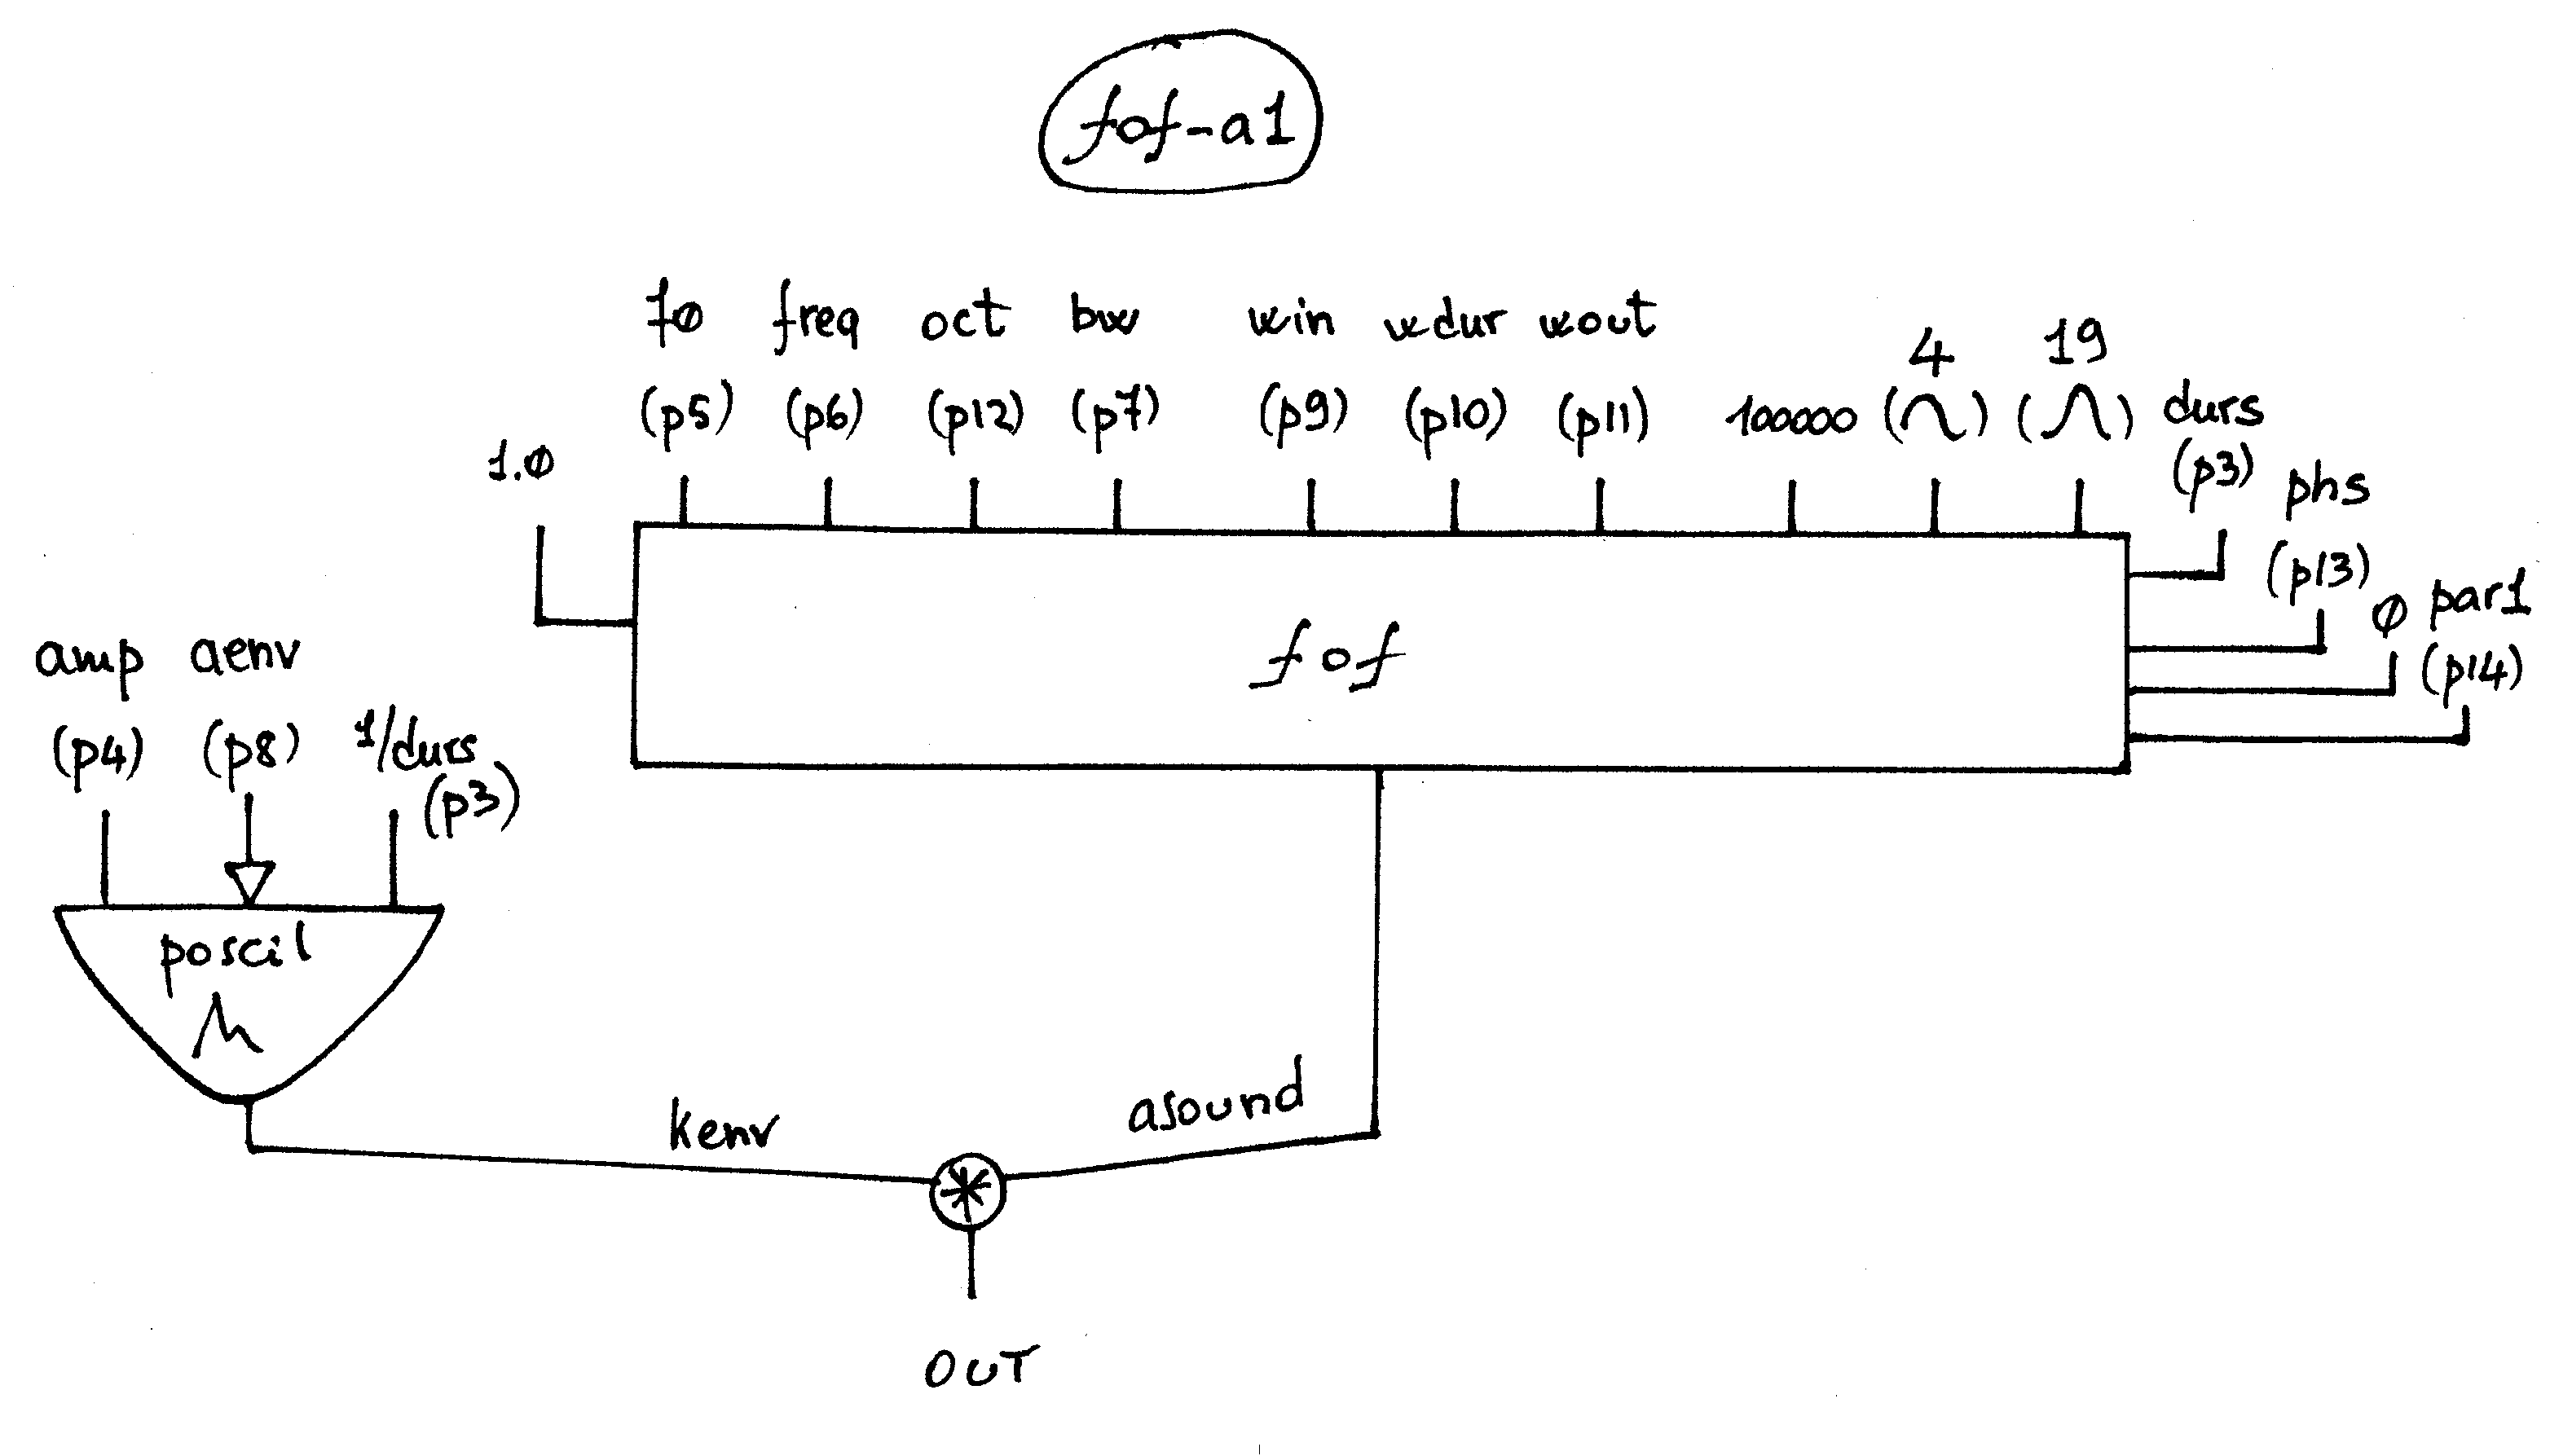 fof-a1
fø freq oct bw win wdur wout 4 19
(p5) (p6) (p12) (p7) (p9) (p10) (p11) 100000 ( ) ( ) durs
(p3)
1.ø
phs
(p13)
ø par1
(p14)
fof
amp aenv
(p4) (p8) 1/durs
(p3)
poscil
kenv
asound
*
OUT